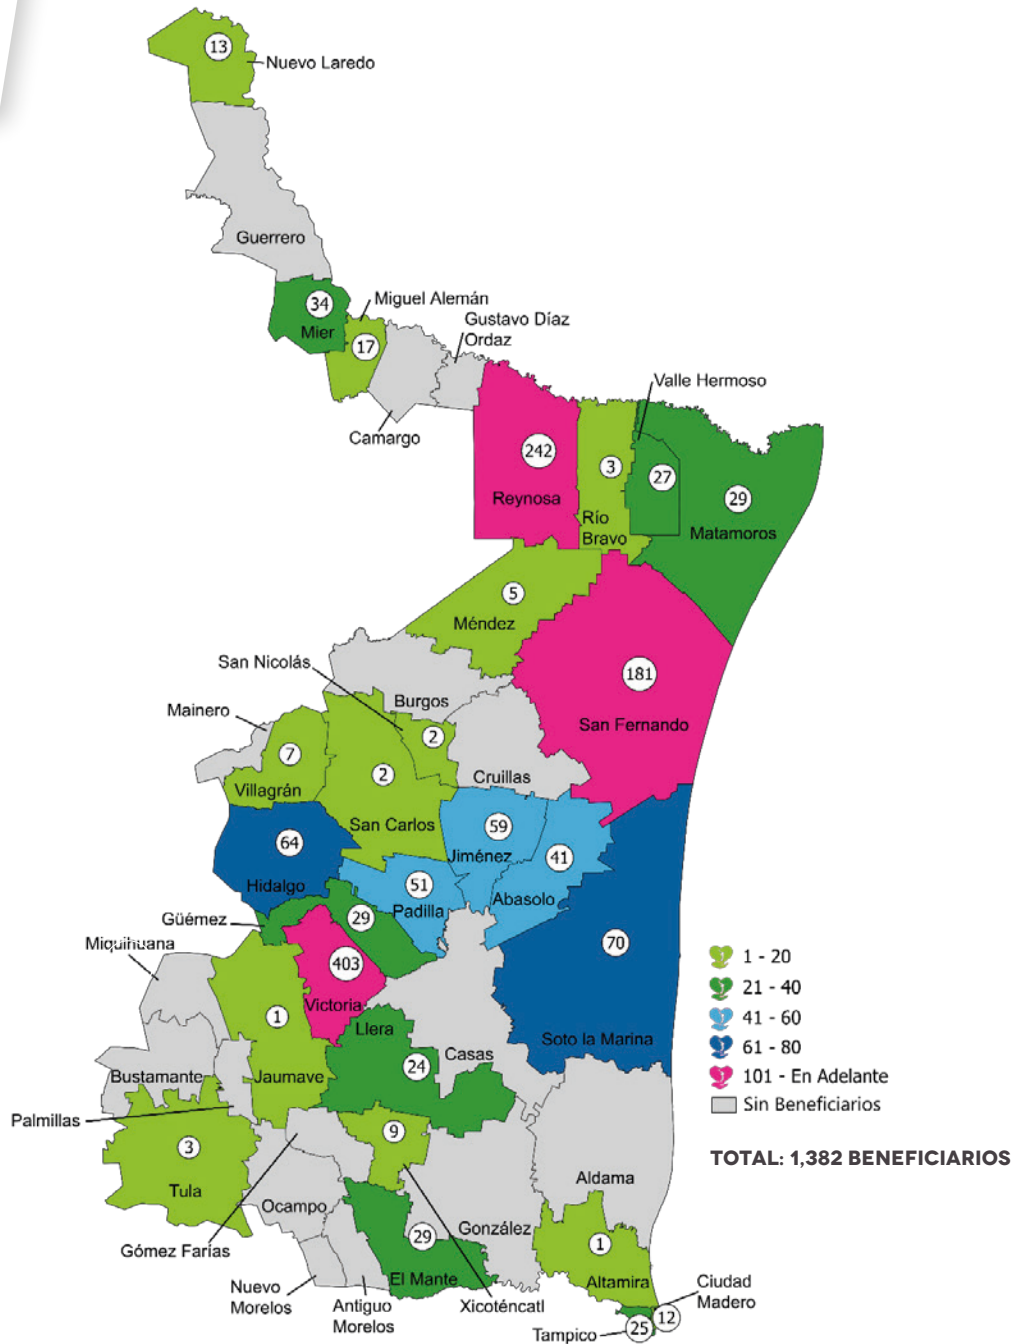 13
Nuevo Laredo
Guerrero
34
Mier
Miguel Alemán
17
Gustavo Díaz
Ordaz
Camargo
Valle Hermoso
242
Reynosa
3
Río
Bravo
27
29
Matamoros
5
Méndez
San Nicolás
181
San Fernando
Burgos
Mainero
2
7
Villagrán
2
Cruillas
San Carlos
59
Jiménez
64
Hidalgo
41
Abasolo
51
Padilla
Güémez
29
Miquihuana
70
Soto la Marina
403
Victoria
1
Jaumave
Llera
24
Casas
Bustamante
Palmillas
3
Tula
9
Aldama
Ocampo
González
Gómez Farías
29
El Mante
1
Altamira
Nuevo
Morelos
Antiguo
Morelos
Xicoténcatl
Ciudad
Madero
12
25
Tampico
1 - 20
21 - 40
41 - 60
61 - 80
101 - En Adelante
Sin Beneficiarios
TOTAL: 1,382 BENEFICIARIOS